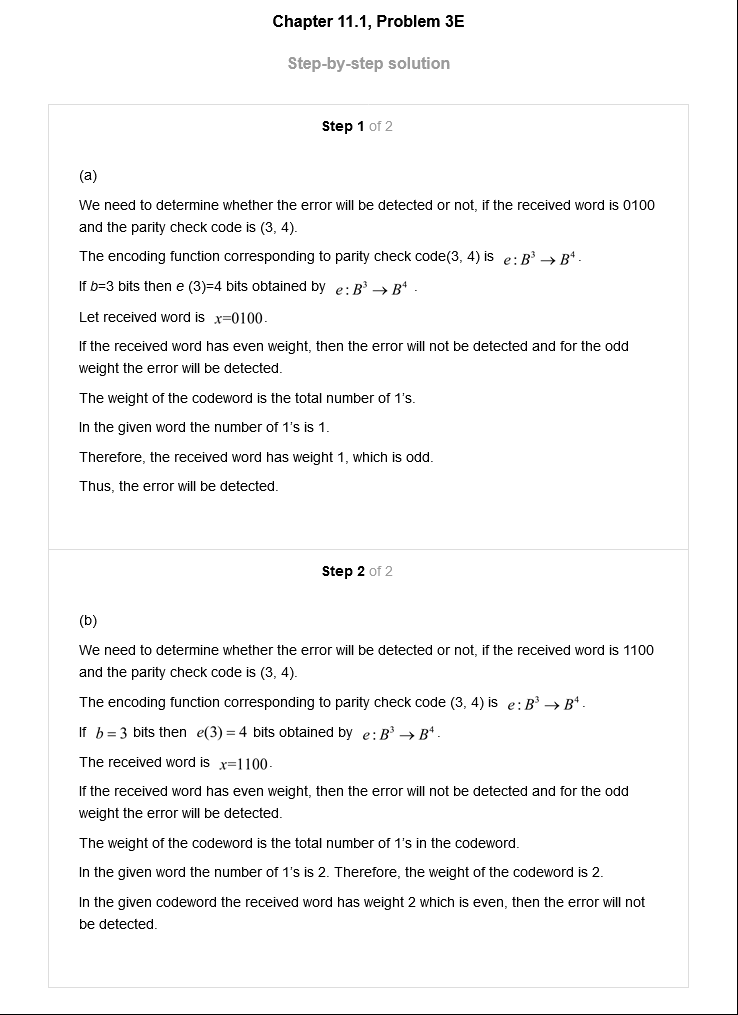 Chapter 11.1, Problem 3E
Step-by-step solution
Step 1 of 2
(a)
We need to determine whether the error will be detected or not, if the received word is 0100
and the parity check code is (3, 4).
The encoding function corresponding to parity check code(3, 4) is e : B³ → B⁴ .
If b=3 bits then e (3)=4 bits obtained by e : B³ → B⁴ .
Let received word is x=0100.
If the received word has even weight, then the error will not be detected and for the odd
weight the error will be detected.
The weight of the codeword is the total number of 1's.
In the given word the number of 1's is 1.
Therefore, the received word has weight 1, which is odd.
Thus, the error will be detected.
Step 2 of 2
(b)
We need to determine whether the error will be detected or not, if the received word is 1100
and the parity check code is (3, 4).
The encoding function corresponding to parity check code (3, 4) is e : B³ → B⁴ .
If b = 3 bits then e(3) = 4 bits obtained by e : B³ → B⁴ .
The received word is x=1100.
If the received word has even weight, then the error will not be detected and for the odd
weight the error will be detected.
The weight of the codeword is the total number of 1's in the codeword.
In the given word the number of 1's is 2. Therefore, the weight of the codeword is 2.
In the given codeword the received word has weight 2 which is even, then the error will not
be detected.